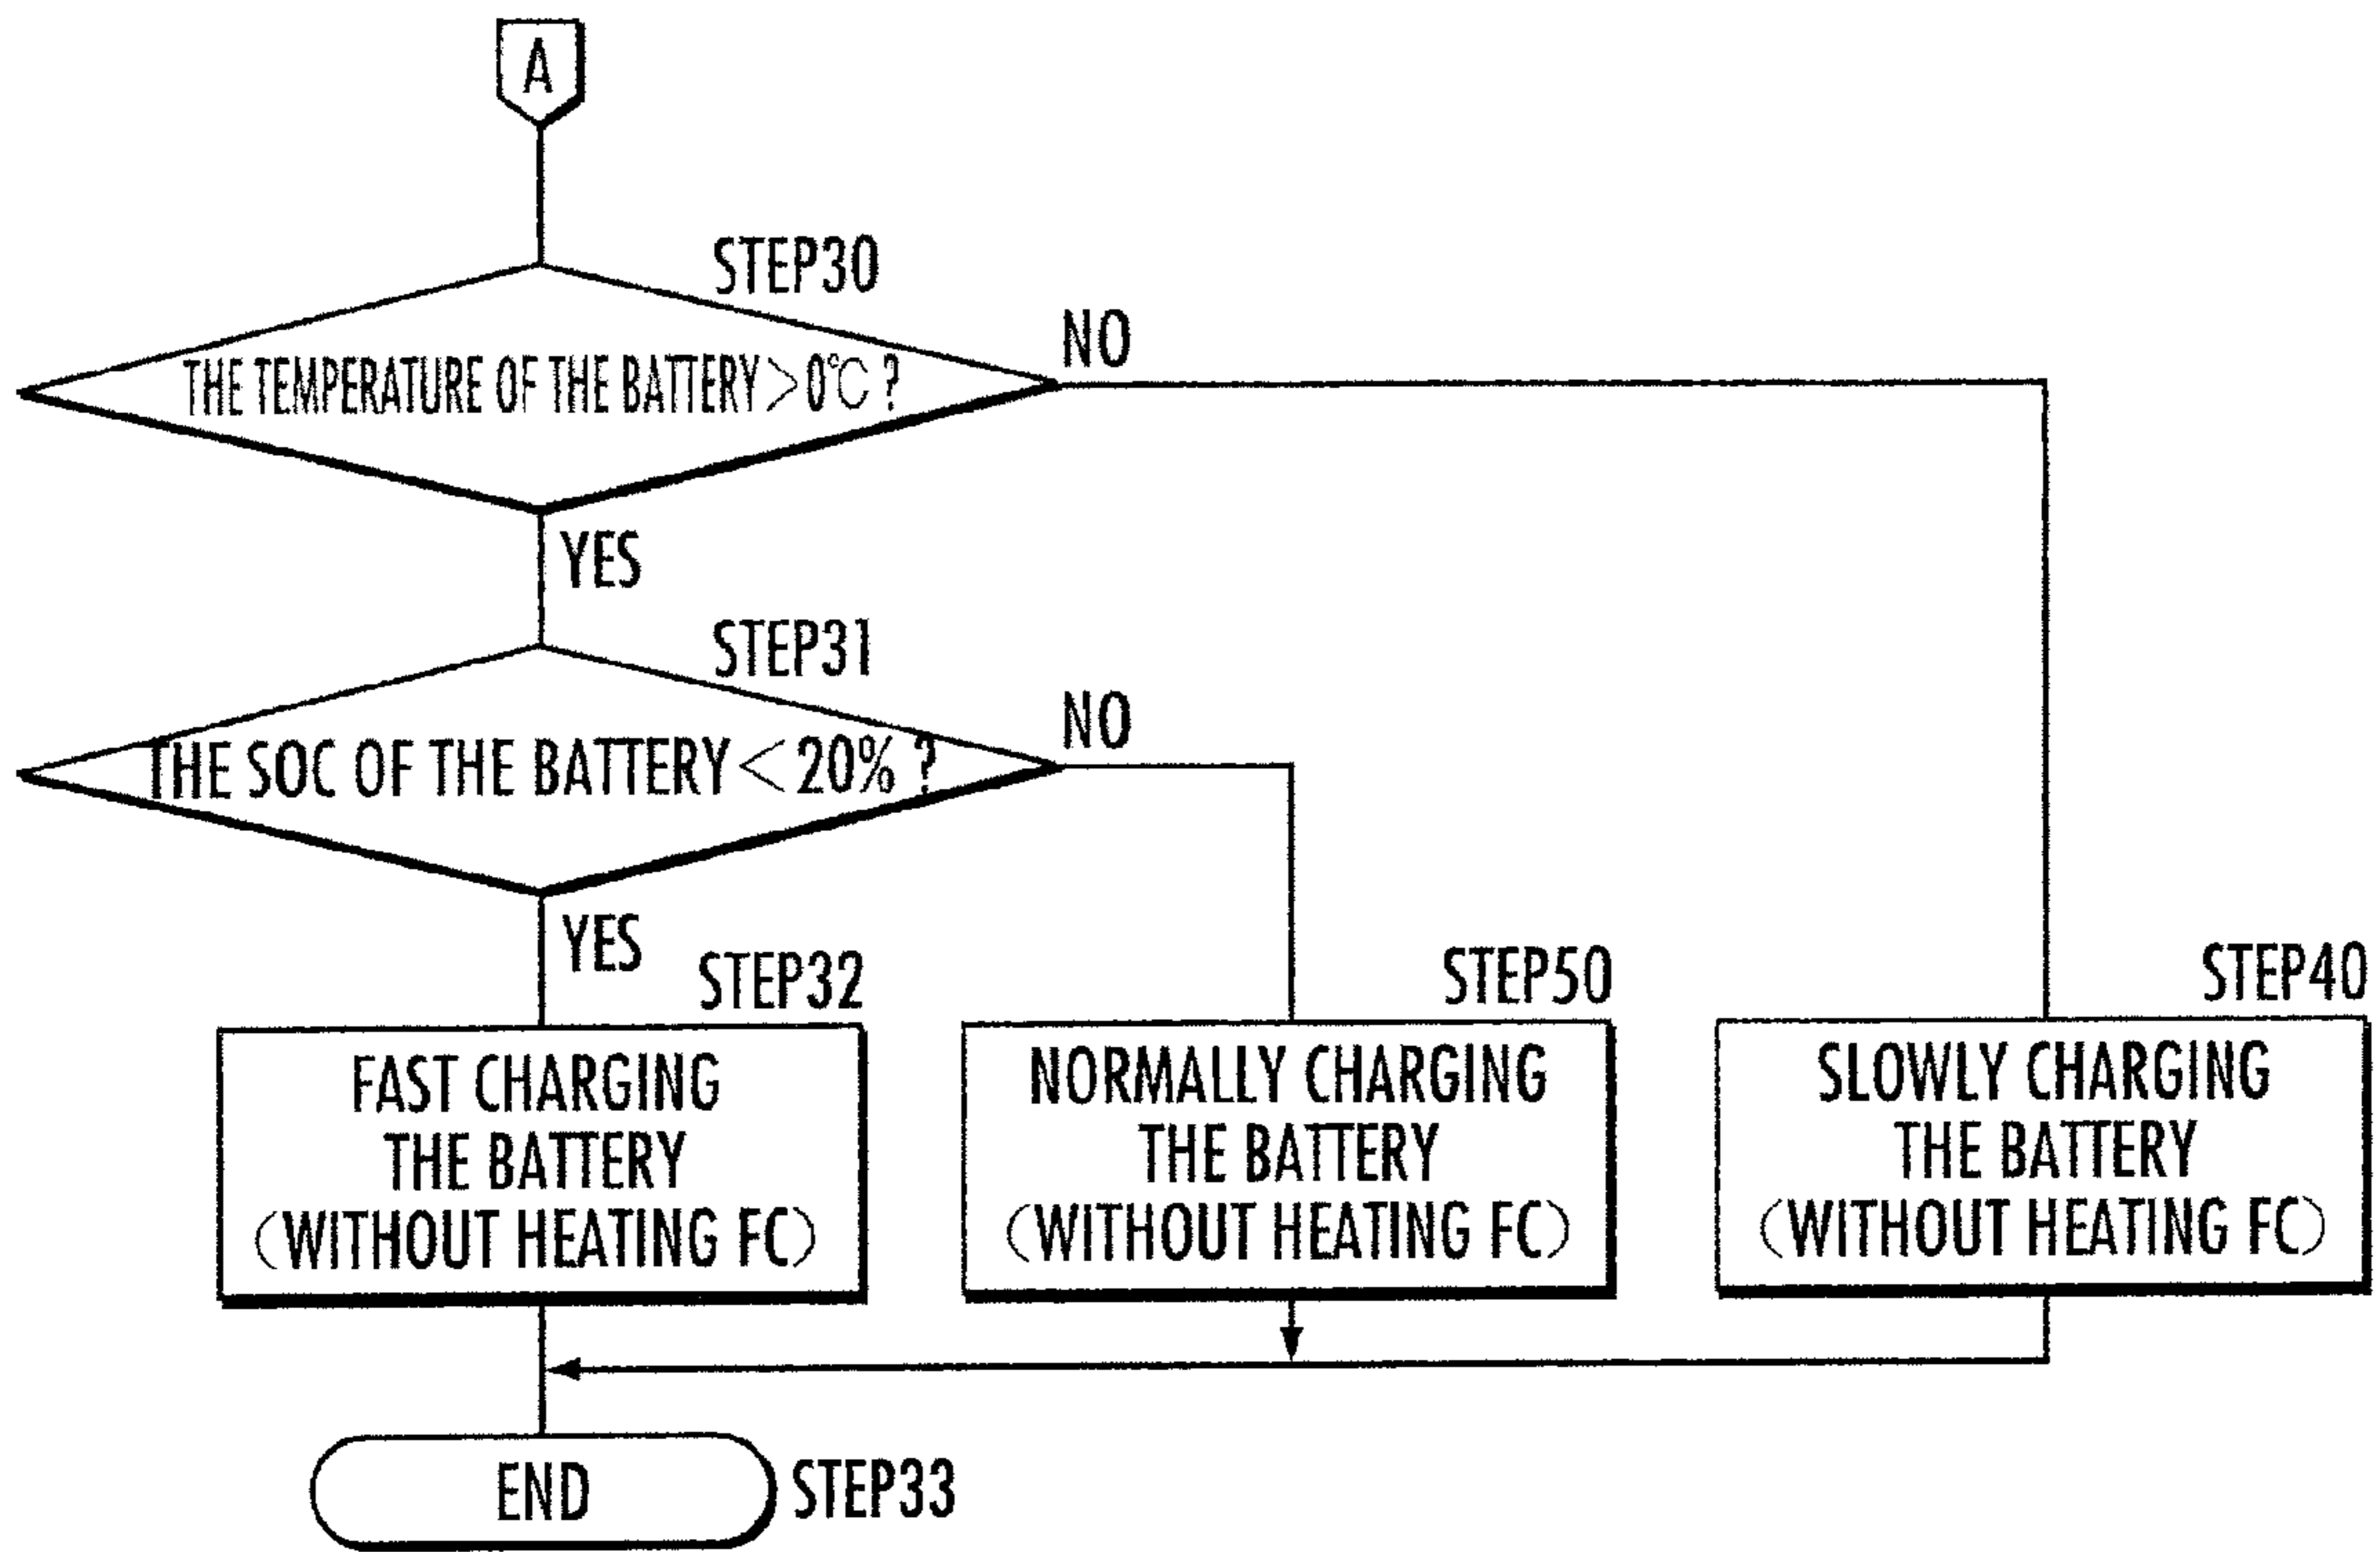 A
STEP30
THE TEMPERATURE OF THE BATTERY>0℃?
NO
YES
STEP31
THE SOC OF THE BATTERY<20%?
NO
YES
STEP32
FAST CHARGING
THE BATTERY
(WITHOUT HEATING FC)
STEP50
NORMALLY CHARGING
THE BATTERY
(WITHOUT HEATING FC)
STEP40
SLOWLY CHARGING
THE BATTERY
(WITHOUT HEATING FC)
END
STEP33